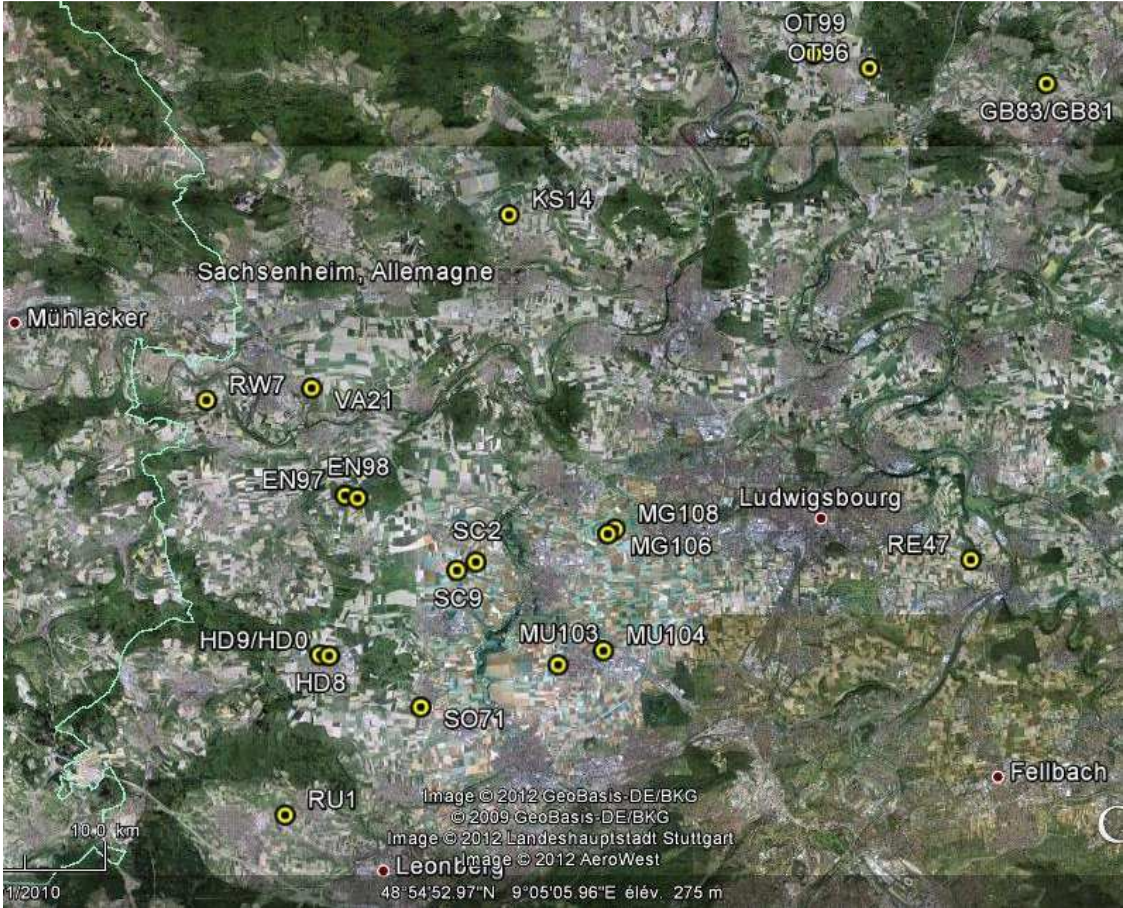 OT99
OT96
GB83/GB81
KS14
Sachsenheim, Allemagne
Mühlacker
RW7
VA21
EN98
EN97
MG108
Ludwigsbourg
SC2
MG106
RE47
SC9
MU103
MU104
HD9/HD0
HD8
SO71
Fellbach
RU1
Image © 2012 GeoBasis-DE/BKG
© 2009 GeoBasis-DE/BKG
10.0 km
Image © 2012 Landeshauptstadt Stuttgart
Image © 2012 AeroWest
Leonberg
1/2010
48°54'52.97"N 9°05'05.96"E élév. 275 m